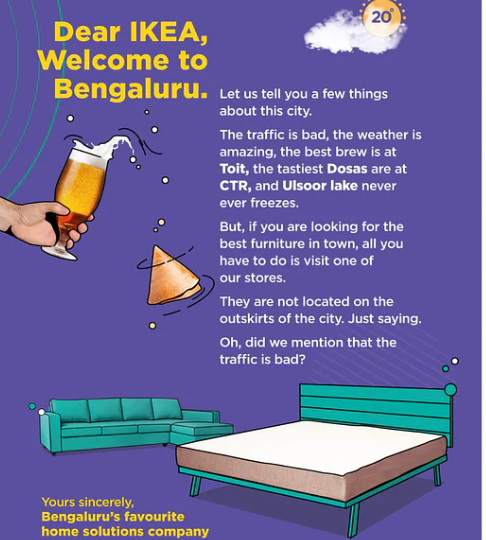 20°
Dear IKEA,
Welcome to
Bengaluru.
Let us tell you a few things
about this city.
The traffic is bad, the weather is
amazing, the best brew is at
Toit, the tastiest Dosas are at
CTR, and Ulsoor lake never
ever freezes.
But, if you are looking for the
best furniture in town, all you
have to do is visit one of
our stores.
They are not located on the
outskirts of the city. Just saying.
Oh, did we mention that the
traffic is bad?
Yours sincerely,
Bengaluru's favourite
home solutions company